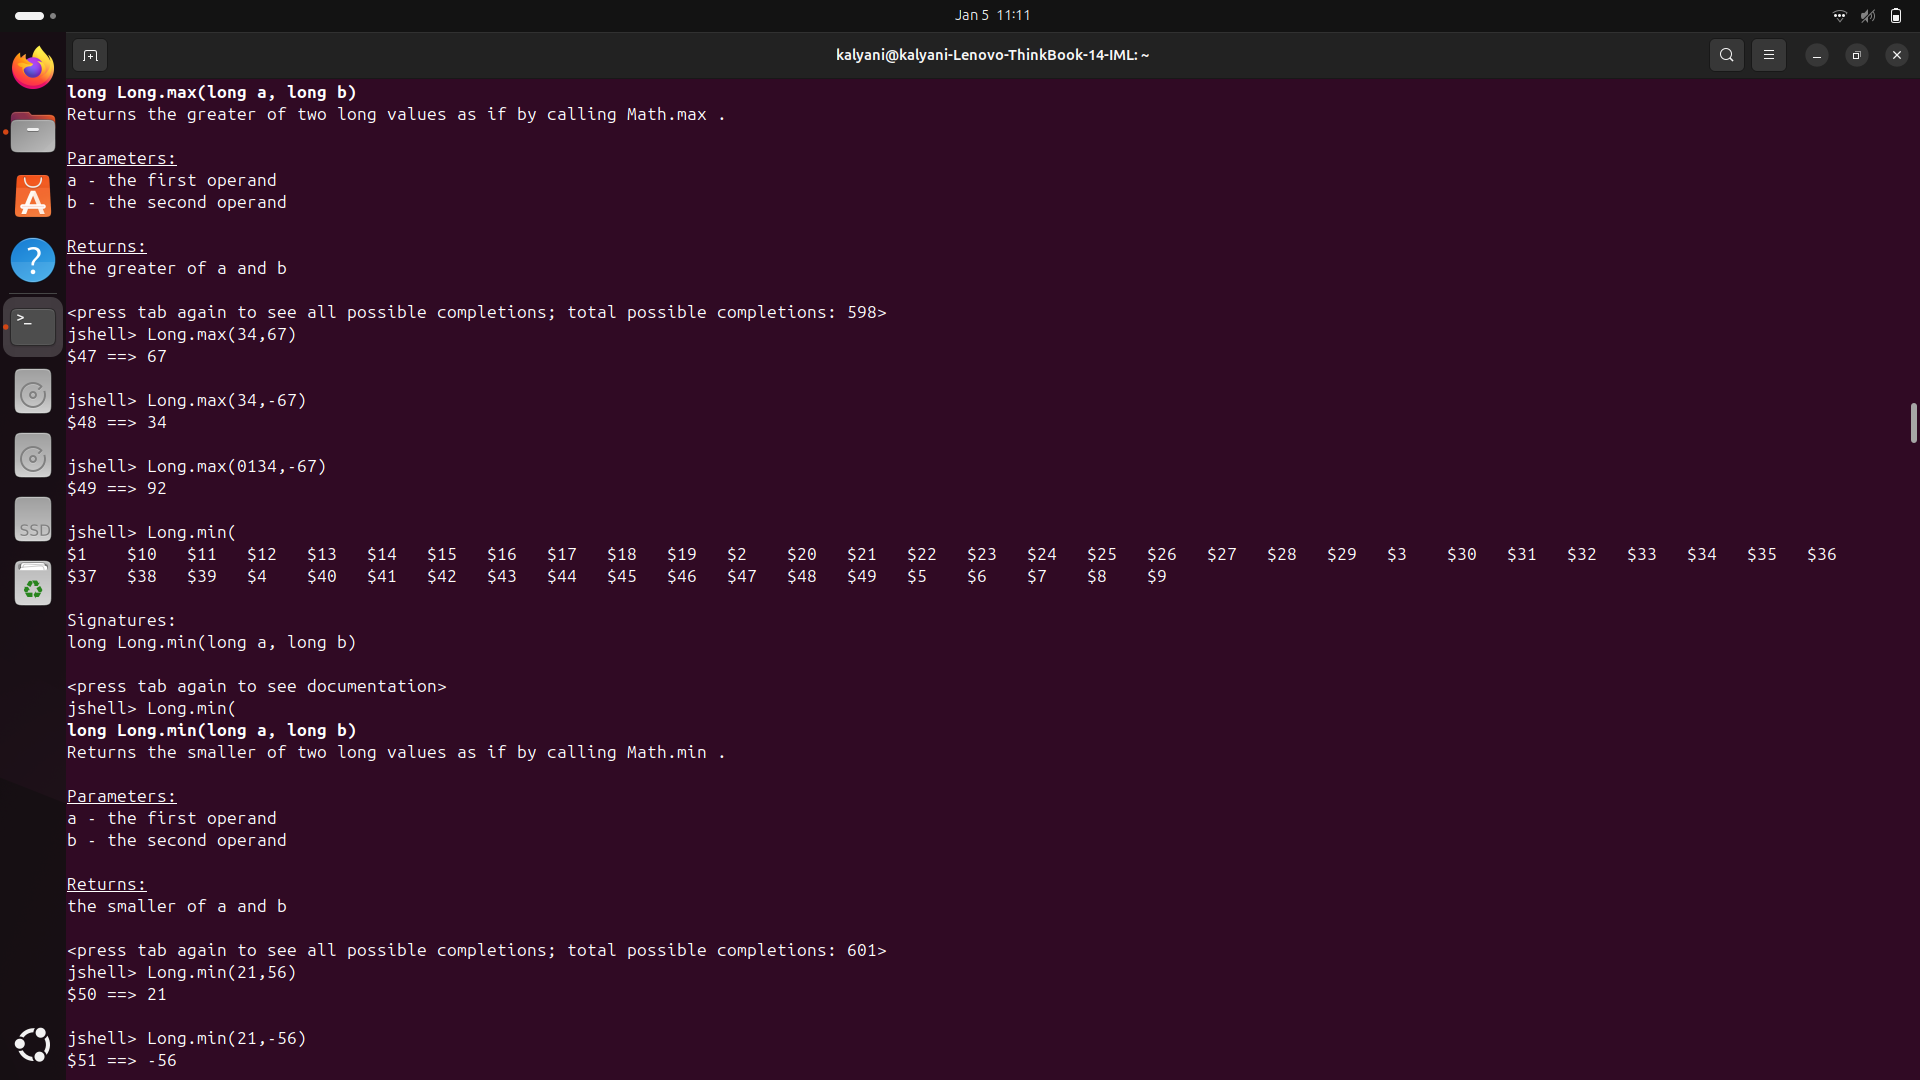 Jan 5 11:11
kalyani@kalyani-Lenovo-ThinkBook-14-IML: ~
long Long.max(long a, long b)
Returns the greater of two long values as if by calling Math.max .
Parameters:
a - the first operand
b - the second operand
Returns:
the greater of a and b
<press tab again to see all possible completions; total possible completions: 598>
jshell> Long.max(34,67)
$47 ==> 67
jshell> Long.max(34,-67)
$48 ==> 34
jshell> Long.max(0134,-67)
$49 ==> 92
jshell> Long.min(
$1 $10 $11 $12 $13 $14 $15 $16 $17 $18 $19 $2 $20 $21 $22 $23 $24 $25 $26 $27 $28 $29 $3 $30 $31 $32 $33 $34 $35 $36
$37 $38 $39 $4 $40 $41 $42 $43 $44 $45 $46 $47 $48 $49 $5 $6 $7 $8 $9
Signatures:
long Long.min(long a, long b)
<press tab again to see documentation>
jshell> Long.min(
long Long.min(long a, long b)
Returns the smaller of two long values as if by calling Math.min .
Parameters:
a - the first operand
b - the second operand
Returns:
the smaller of a and b
<press tab again to see all possible completions; total possible completions: 601>
jshell> Long.min(21,56)
$50 ==> 21
jshell> Long.min(21,-56)
$51 ==> -56
SSD